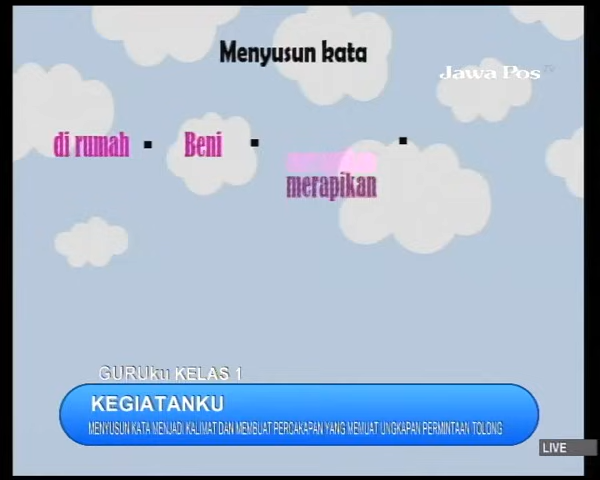 Menyusun kata
Jawa Pos TV
di rumah ▪ Beni ▪ merapikan ▪
GURUku KELAS 1
KEGIATANKU
MENYUSUN KATA MENJADI KALIMAT DAN MEMBUAT PERCAKAPAN YANG MEMUAT UNGKAPAN PERMINTAAN TOLONG
LIVE